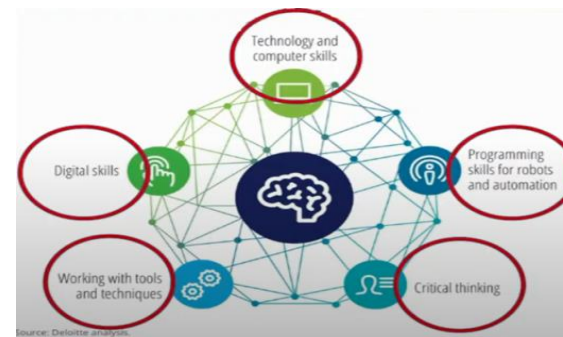 Technology and
computer skills
Digital skills
Programming
skills for robots
and automation
Working with tools
and techniques
Critical thinking
Source: Deloitte analysis.